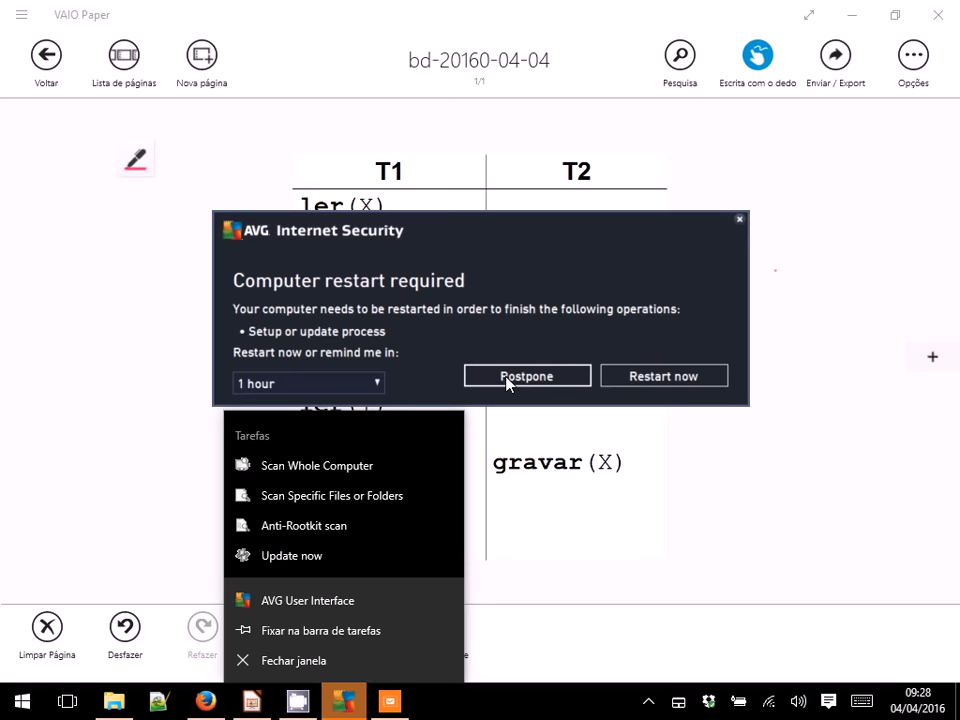 VAIO Paper
Voltar
Lista de páginas
Nova página
bd-20160-04-04
1/1
Pesquisa
Escrita com o dedo
Enviar / Export
Opções
T1 T2
ler(X)
AVG Internet Security
Computer restart required
Your computer needs to be restarted in order to finish the following operations:
• Setup or update process
Restart now or remind me in:
1 hour
Postpone
Restart now
gravar(X)
Tarefas
Scan Whole Computer
Scan Specific Files or Folders
Anti-Rootkit scan
Update now
AVG User Interface
Fixar na barra de tarefas
Fechar janela
Limpar Página
Desfazer
Refazer
09:28
04/04/2016